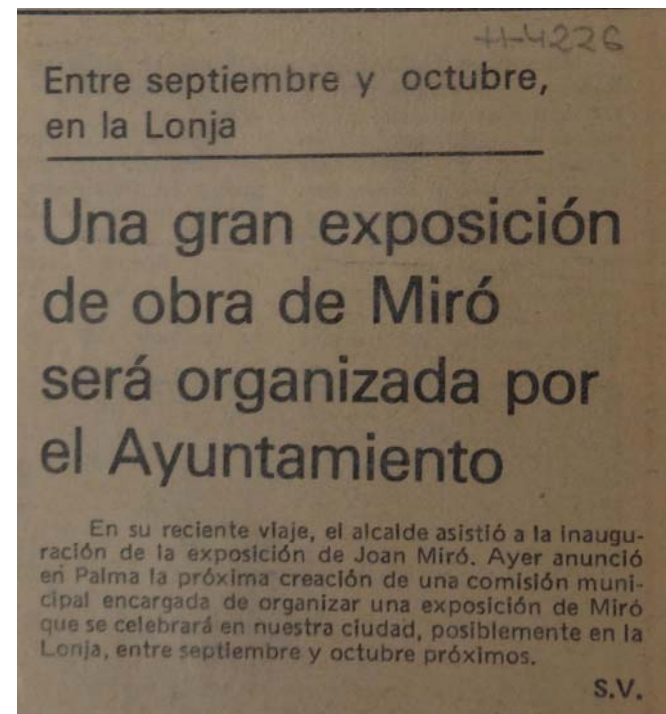 H-4226
Entre septiembre y octubre,
en la Lonja
Una gran exposición
de obra de Miró
será organizada por
el Ayuntamiento
En su reciente viaje, el alcalde asistió a la inaugu-
ración de la exposición de Joan Miró. Ayer anunció
en Palma la próxima creación de una comisión muni-
cipal encargada de organizar una exposición de Miró
que se celebrará en nuestra ciudad, posiblemente en la
Lonja, entre septiembre y octubre próximos.
S.V.